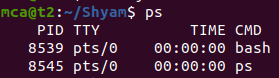 mca@t2:~/Shyam$ ps
    PID TTY          TIME CMD
   8539 pts/0    00:00:00 bash
   8545 pts/0    00:00:00 ps